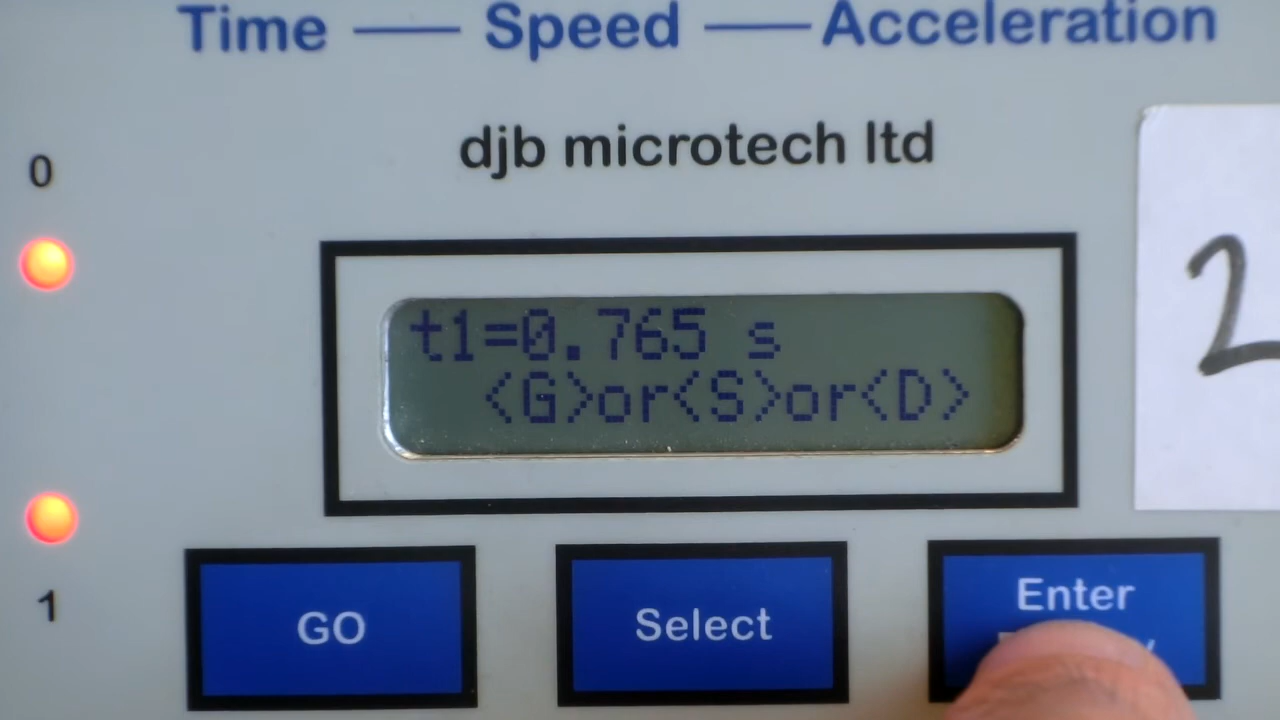 Time — Speed — Acceleration
djb microtech ltd
0
t1=0.765 s
<G>or<S>or<D>
2
1
GO
Select
Enter